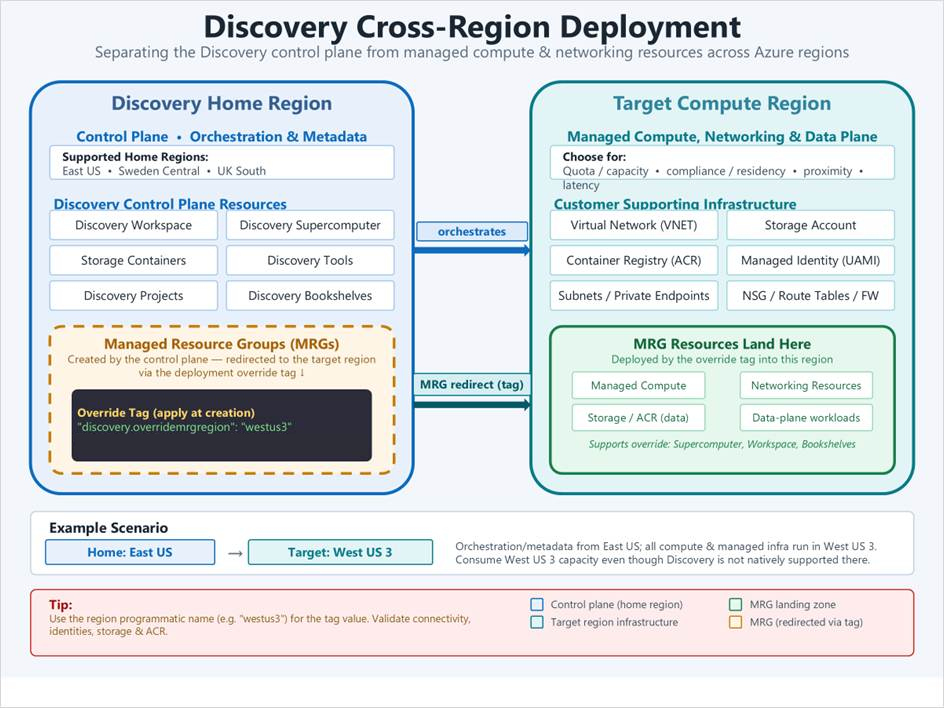 Discovery Cross-Region Deployment
Separating the Discovery control plane from managed compute & networking resources across Azure regions
Discovery Home Region
Control Plane • Orchestration & Metadata
Supported Home Regions:
East US • Sweden Central • UK South
Discovery Control Plane Resources
Discovery Workspace
Discovery Supercomputer
Storage Containers
Discovery Tools
Discovery Projects
Discovery Bookshelves
Managed Resource Groups (MRGs)
Created by the control plane — redirected to the target region
via the deployment override tag ↓
Override Tag (apply at creation)
"discovery.overridemrgregion": "westus3"
orchestrates
MRG redirect (tag)
Target Compute Region
Managed Compute, Networking & Data Plane
Choose for:
Quota / capacity • compliance / residency • proximity •
latency
Customer Supporting Infrastructure
Virtual Network (VNET)
Storage Account
Container Registry (ACR)
Managed Identity (UAMI)
Subnets / Private Endpoints
NSG / Route Tables / FW
MRG Resources Land Here
Deployed by the override tag into this region
Managed Compute
Networking Resources
Storage / ACR (data)
Data-plane workloads
Supports override: Supercomputer, Workspace, Bookshelves
Example Scenario
Home: East US
→
Target: West US 3
Orchestration/metadata from East US; all compute & managed infra run in West US 3.
Consume West US 3 capacity even though Discovery is not natively supported there.
Tip:
Use the region programmatic name (e.g. "westus3") for the tag value. Validate connectivity,
identities, storage & ACR.
Control plane (home region)
MRG landing zone
Target region infrastructure
MRG (redirected via tag)